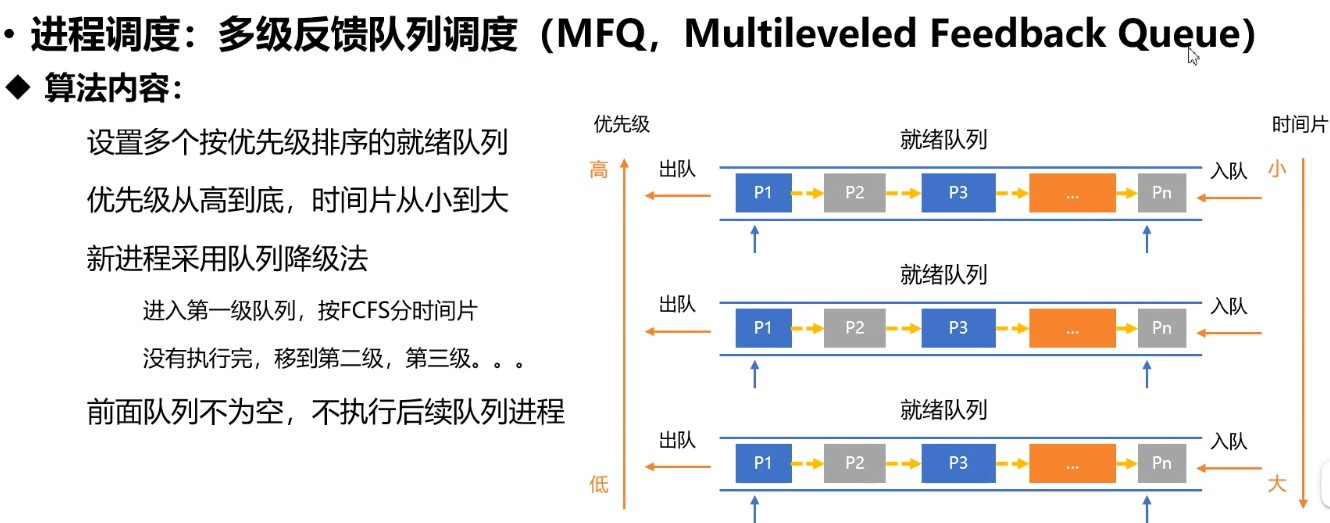 • 进程调度：多级反馈队列调度（MFQ，Multileveled Feedback Queue）
◆ 算法内容：
设置多个按优先级排序的就绪队列
优先级从高到底，时间片从小到大
新进程采用队列降级法
进入第一级队列，按FCFS分时间片
没有执行完，移到第二级，第三级。。。
前面队列不为空，不执行后续队列进程
优先级 就绪队列 时间片
高 出队 P1 P2 P3 ... Pn 入队 小
就绪队列
出队 P1 P2 P3 ... Pn 入队
就绪队列
出队 P1 P2 P3 ... Pn 入队
低 大